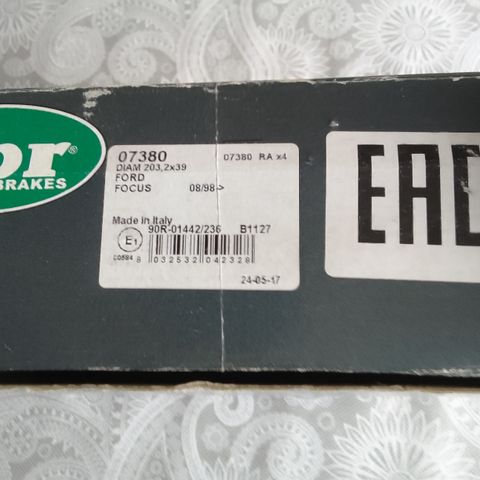 or®
BRAKES
07380 07380 RA x4
DIAM 203,2x39
FORD
FOCUS 08/98->
Made in Italy
E1 90R-01442/236 B1127
00584 8 032532 042328
24-05-17
EAC